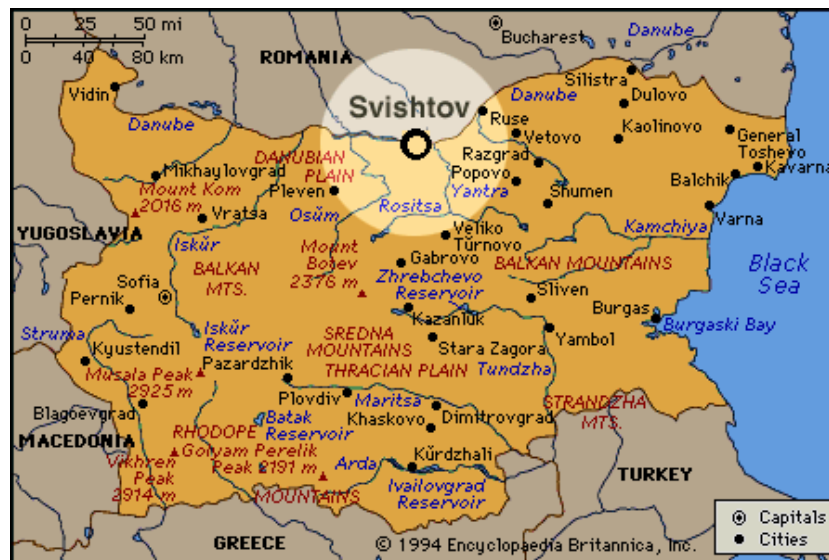 0 25 50 mi
0 40 80 km
ROMANIA
Bucharest
Danube
Vidin
Danube
Svishtov
Danube
Silistra
Dulovo
Ruse
Vetovo
Kaolinovo
General
Toshevo
Kavarna
Balchik
Varna
Mikhaylovgrad
Mount Kom
2016 m
DANUBIAN
PLAIN
Pleven
Osŭm
Vratsa
Iskŭr
Razgrad
Popovo
Yantra
Shumen
Rositsa
Kamchiya
YUGOSLAVIA
Veliko
Tŭrnovo
Gabrovo
Mount
Botev
2376 m
BALKAN
MTS.
BALKAN MOUNTAINS
Zhrebchevo
Reservoir
Black
Sea
Sofia
Pernik
Sliven
Burgas
Burgaski Bay
Struma
Kyustendil
Iskŭr
Reservoir
Kazanlŭk
Yambol
SREDNA
MOUNTAINS
Stara Zagora
THRACIAN PLAIN
Tundzha
Musala Peak
2925 m
Pazardzhik
Blagoevgrad
Plovdiv
Maritsa
Dimitrovgrad
Khaskovo
STRANDZHA
MTS.
MACEDONIA
Batak
Reservoir
RHODOPE
Golyam Perelik
Peak 2191 m
MOUNTAINS
Vikhren
Peak
2914 m
Arda
Kŭrdzhali
Ivailovgrad
Reservoir
TURKEY
GREECE
© 1994 Encyclopaedia Britannica, Inc.
Capitals
Cities